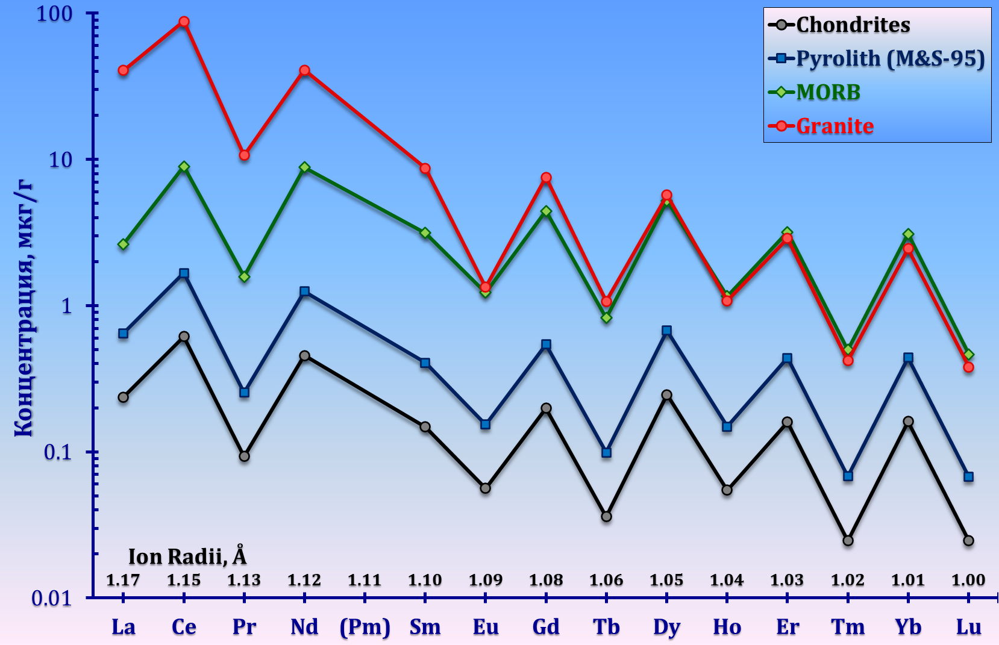 Chondrites
Pyrolith (M&S-95)
MORB
Granite
Концентрация, мкг/г
100
10
1
0.1
0.01
Ion Radii, Å
1.17 1.15 1.13 1.12 1.11 1.10 1.09 1.08 1.06 1.05 1.04 1.03 1.02 1.01 1.00
La Ce Pr Nd (Pm) Sm Eu Gd Tb Dy Ho Er Tm Yb Lu